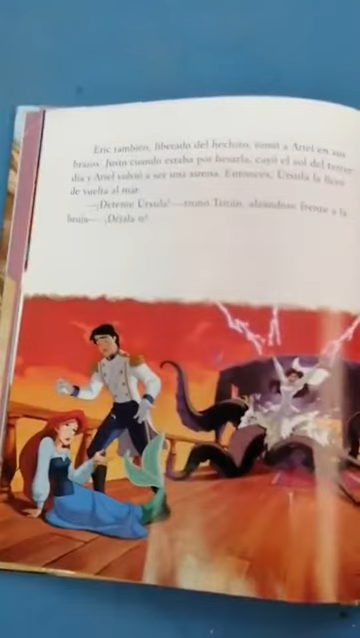 Eric también, liberado del hechizo, tomó a Ariel en sus
brazos. Justo cuando estaba por besarla, cayó el sol del tercer
día y Ariel volvió a ser una sirena. Entonces, Úrsula la llevó
de vuelta al mar.
—¡Detente Úrsula! —tronó Tritón, alzándose frente a la
bruja—. ¡Déjala ir!